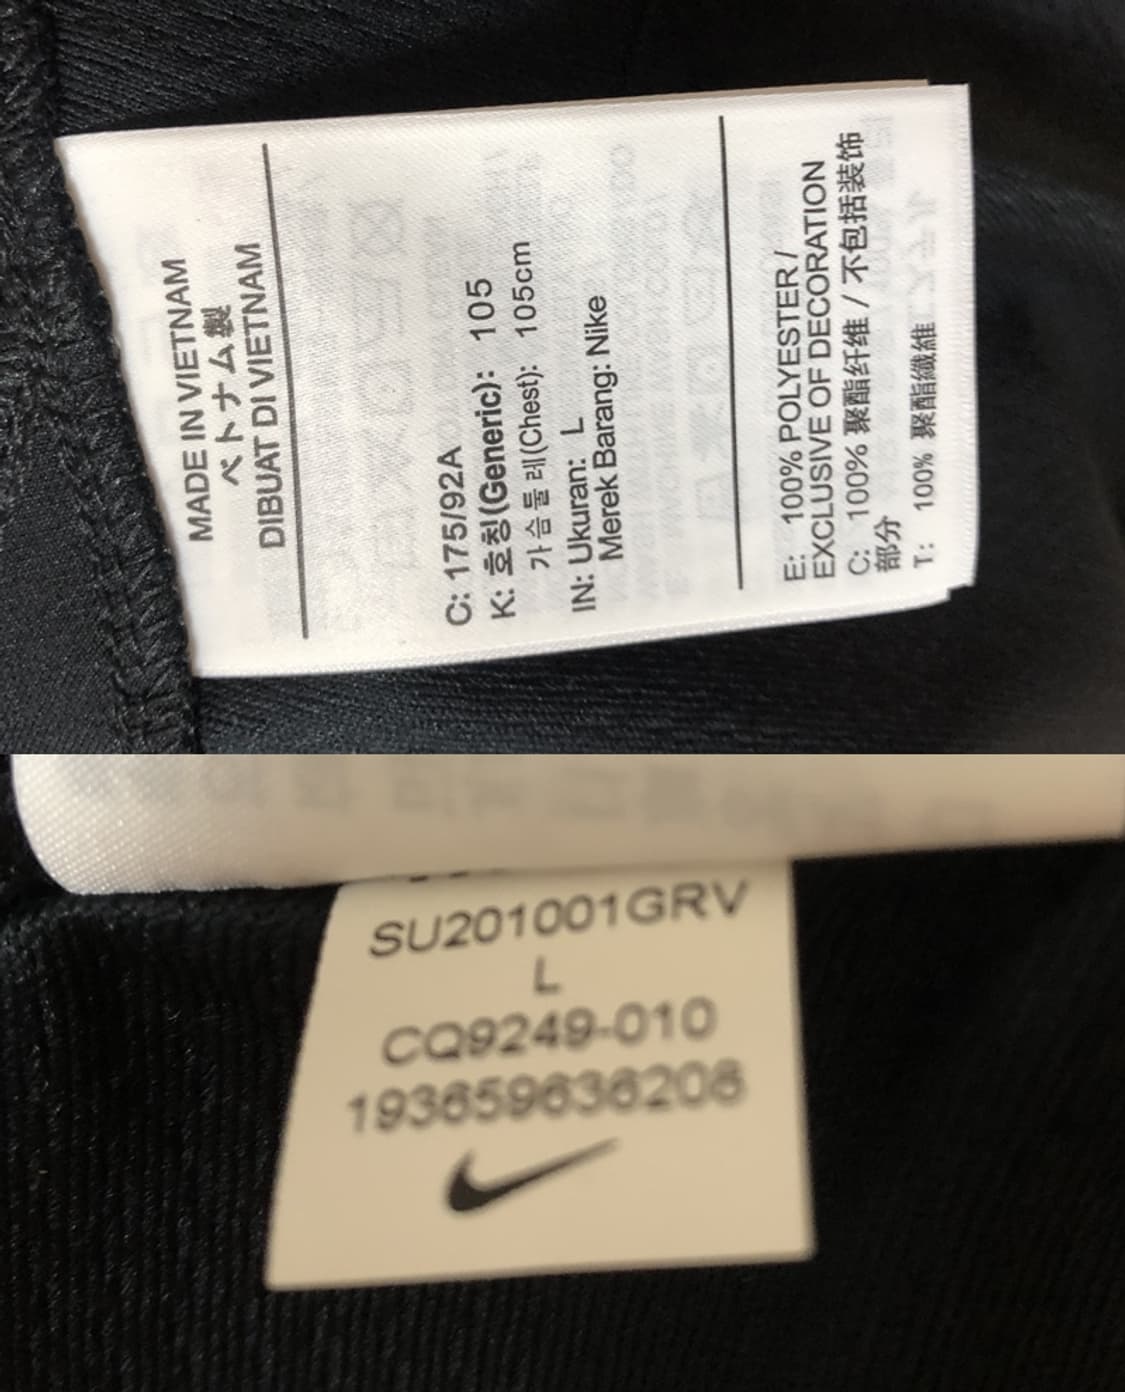 MADE IN VIETNAM
ベトナム製
DIBUAT DI VIETNAM
C: 175/92A
K: 호칭(Generic): 105
가슴둘레(Chest): 105cm
IN: Ukuran: L
Merek Barang: Nike
E: 100% POLYESTER /
EXCLUSIVE OF DECORATION
C: 100% 聚酯纤维 / 不包括装饰
部分
T: 100% 聚酯纖維
SU201001GRV
L
CQ9249-010
193659636208